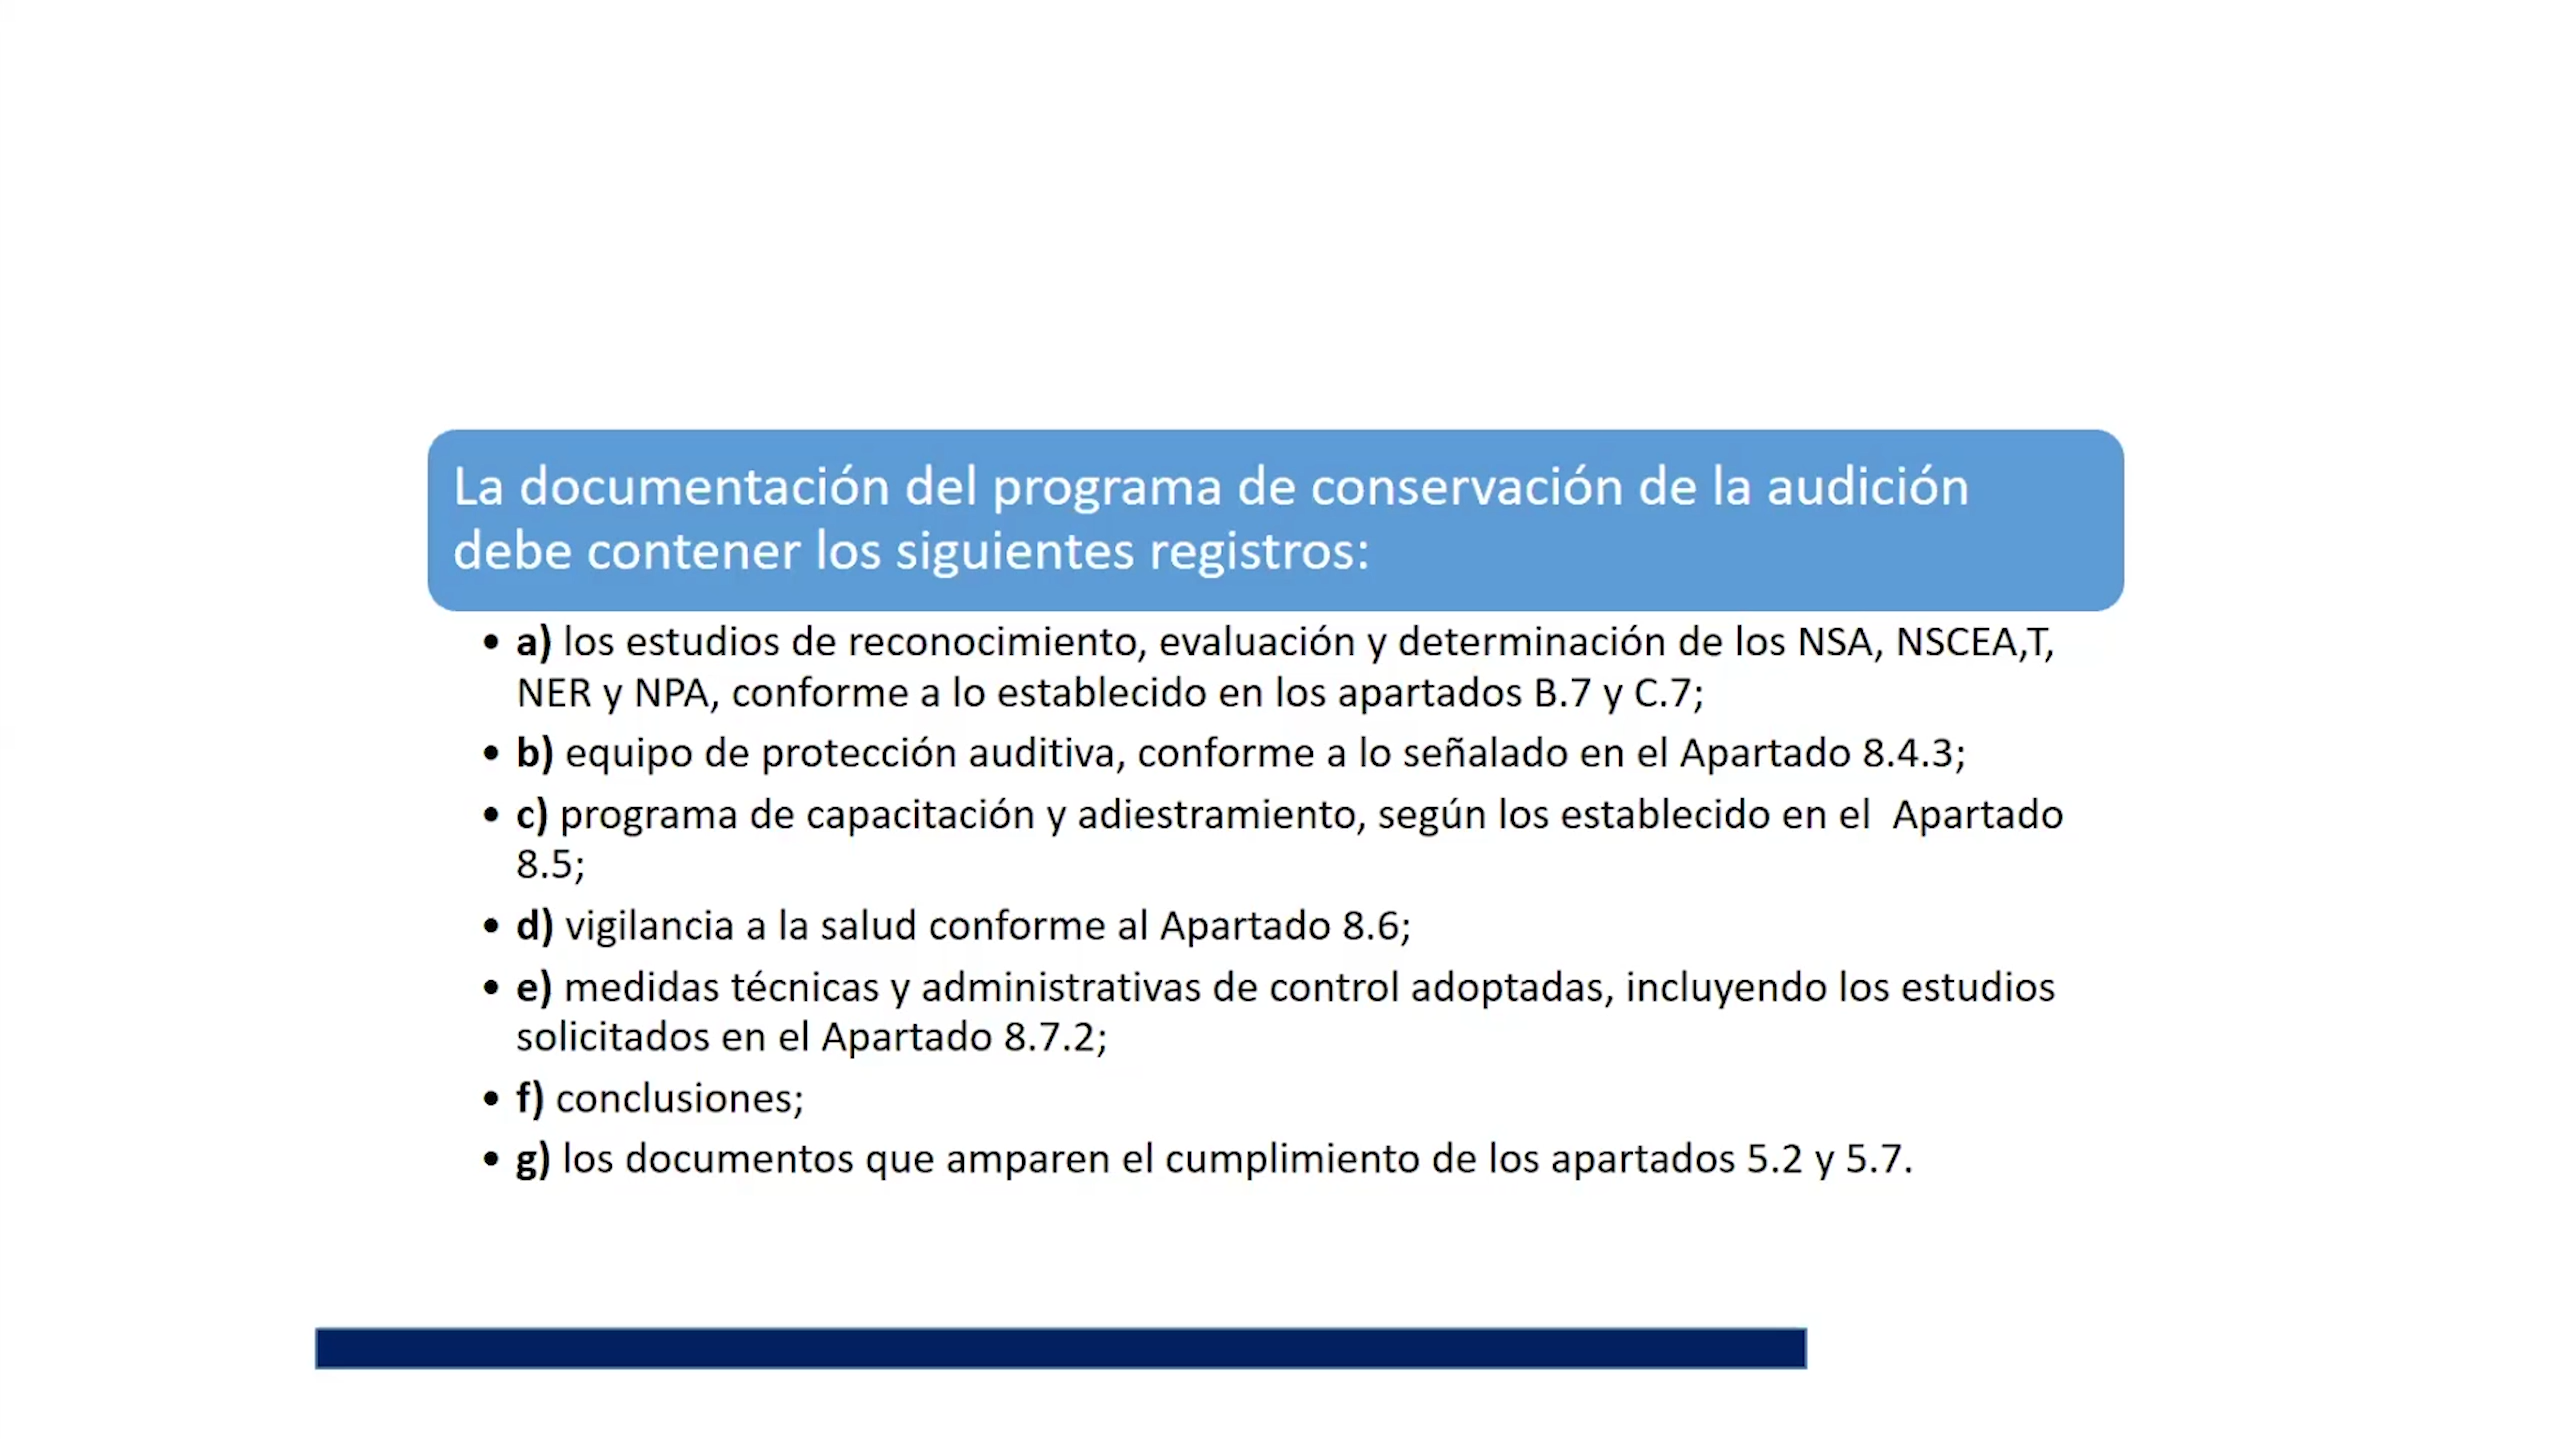 La documentación del programa de conservación de la audición
debe contener los siguientes registros:
• a) los estudios de reconocimiento, evaluación y determinación de los NSA, NSCEA,T,
NER y NPA, conforme a lo establecido en los apartados B.7 y C.7;
• b) equipo de protección auditiva, conforme a lo señalado en el Apartado 8.4.3;
• c) programa de capacitación y adiestramiento, según los establecido en el  Apartado
8.5;
• d) vigilancia a la salud conforme al Apartado 8.6;
• e) medidas técnicas y administrativas de control adoptadas, incluyendo los estudios
solicitados en el Apartado 8.7.2;
• f) conclusiones;
• g) los documentos que amparen el cumplimiento de los apartados 5.2 y 5.7.